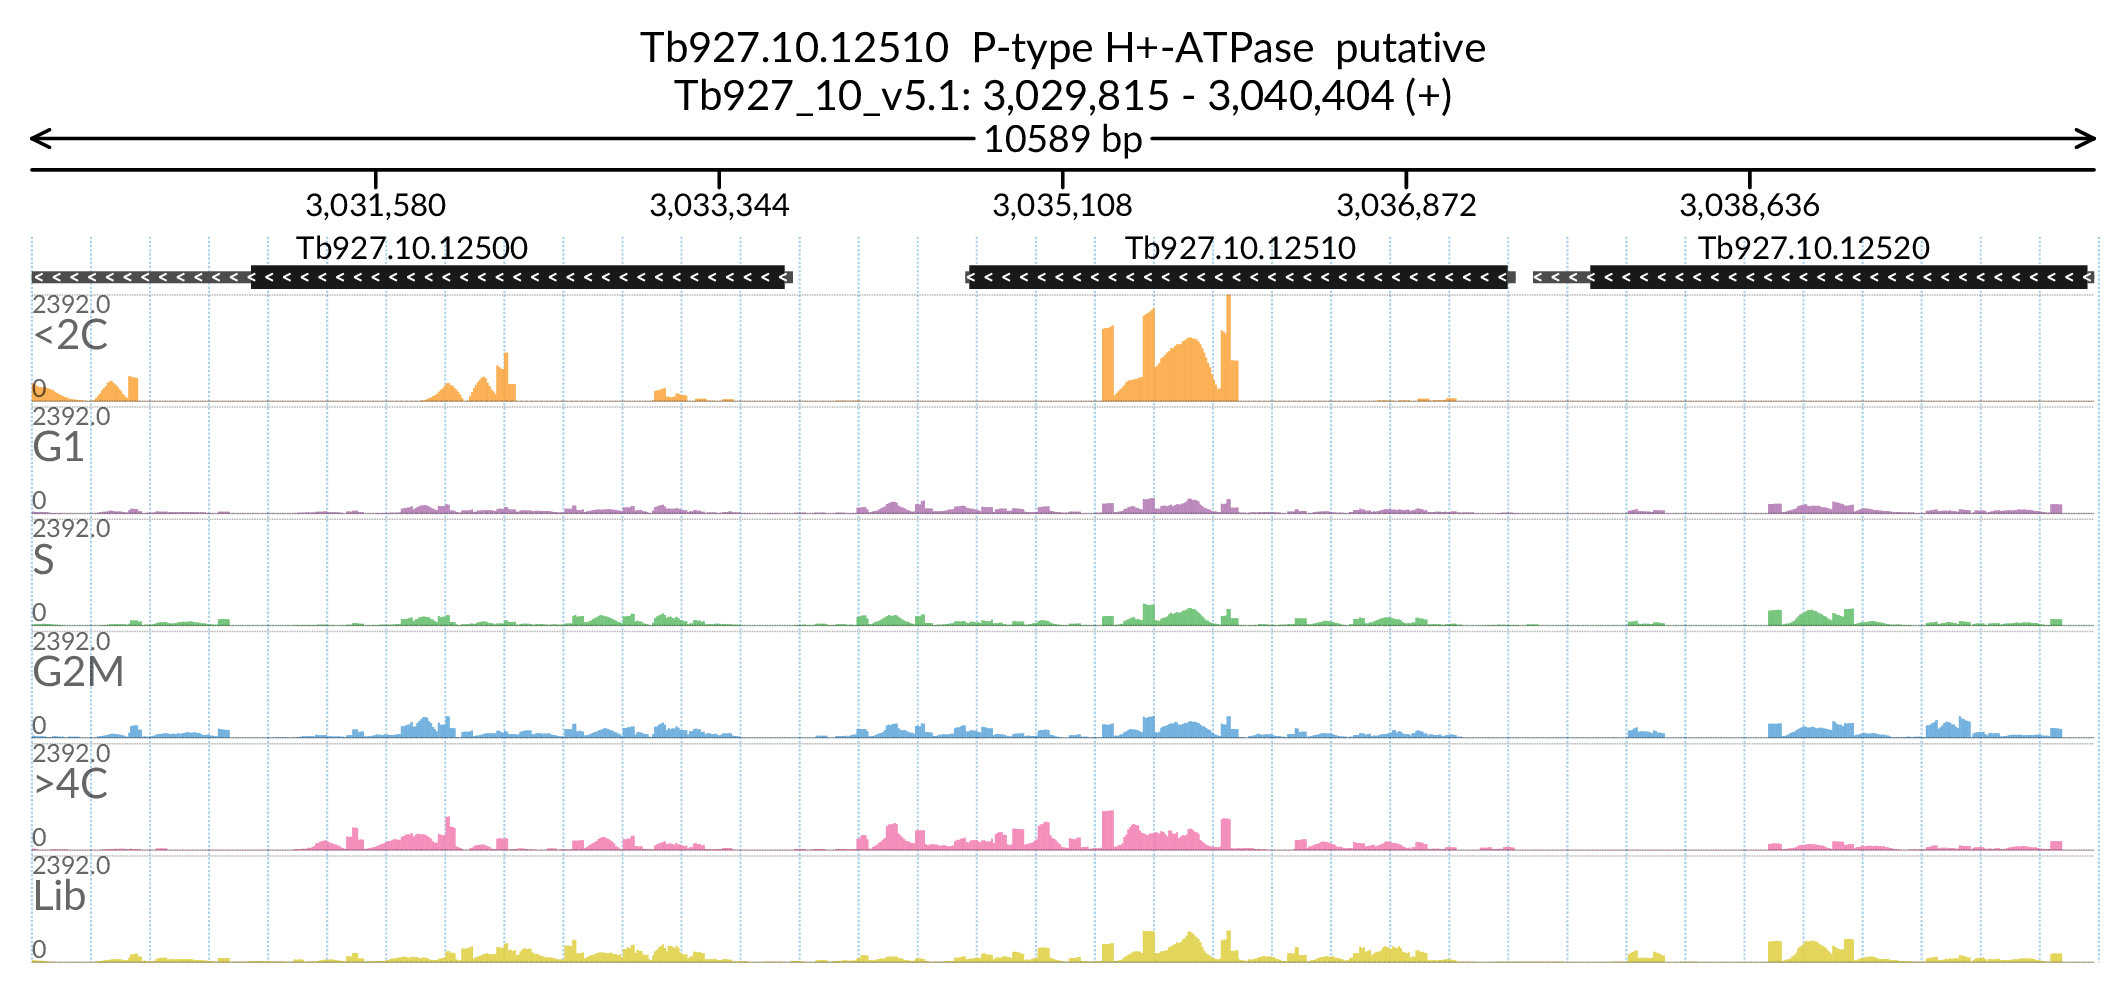 Tb927.10.12510 P-type H+-ATPase putative
Tb927_10_v5.1: 3,029,815 - 3,040,404 (+)
10589 bp
3,031,580 3,033,344 3,035,108 3,036,872 3,038,636
Tb927.10.12500 Tb927.10.12510 Tb927.10.12520
2392.0
<2C
0
2392.0
G1
0
2392.0
S
0
2392.0
G2M
0
2392.0
>4C
0
2392.0
Lib
0